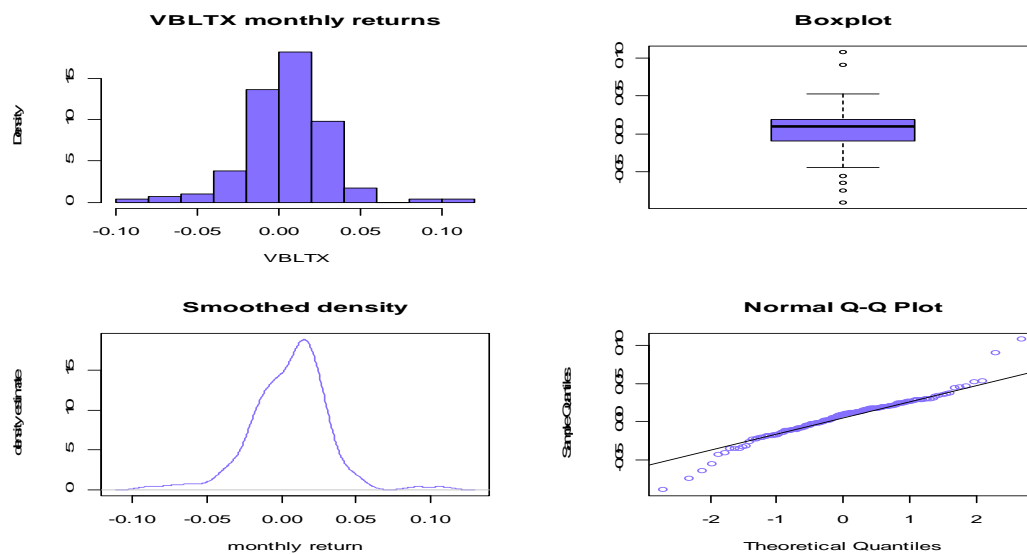 VBLTX monthly returns
Density
15
10
5
0
-0.10 -0.05 0.00 0.05 0.10
VBLTX
Boxplot
0.10
0.05
0.00
-0.05
Smoothed density
density estimate
15
10
5
0
-0.10 -0.05 0.00 0.05 0.10
monthly return
Normal Q-Q Plot
Sample Quantiles
0.10
0.05
0.00
-0.05
-2 -1 0 1 2
Theoretical Quantiles